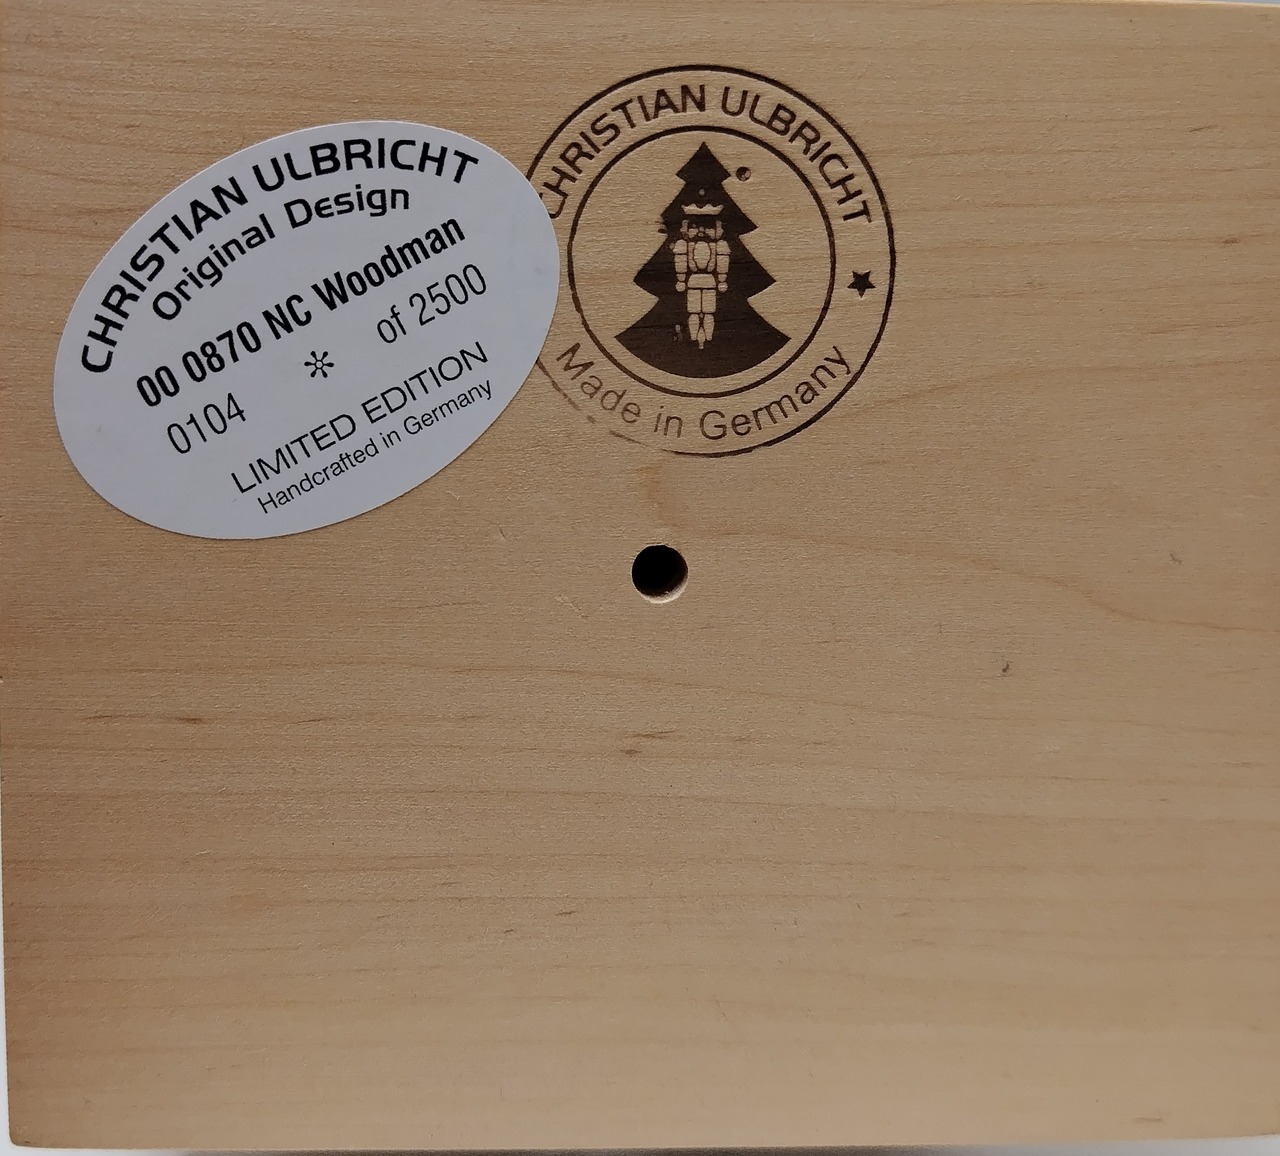 CHRISTIAN ULBRICHT
Original Design
00 0870 NC Woodman
0104 * of 2500
LIMITED EDITION
Handcrafted in Germany
CHRISTIAN ULBRICHT
Made in Germany